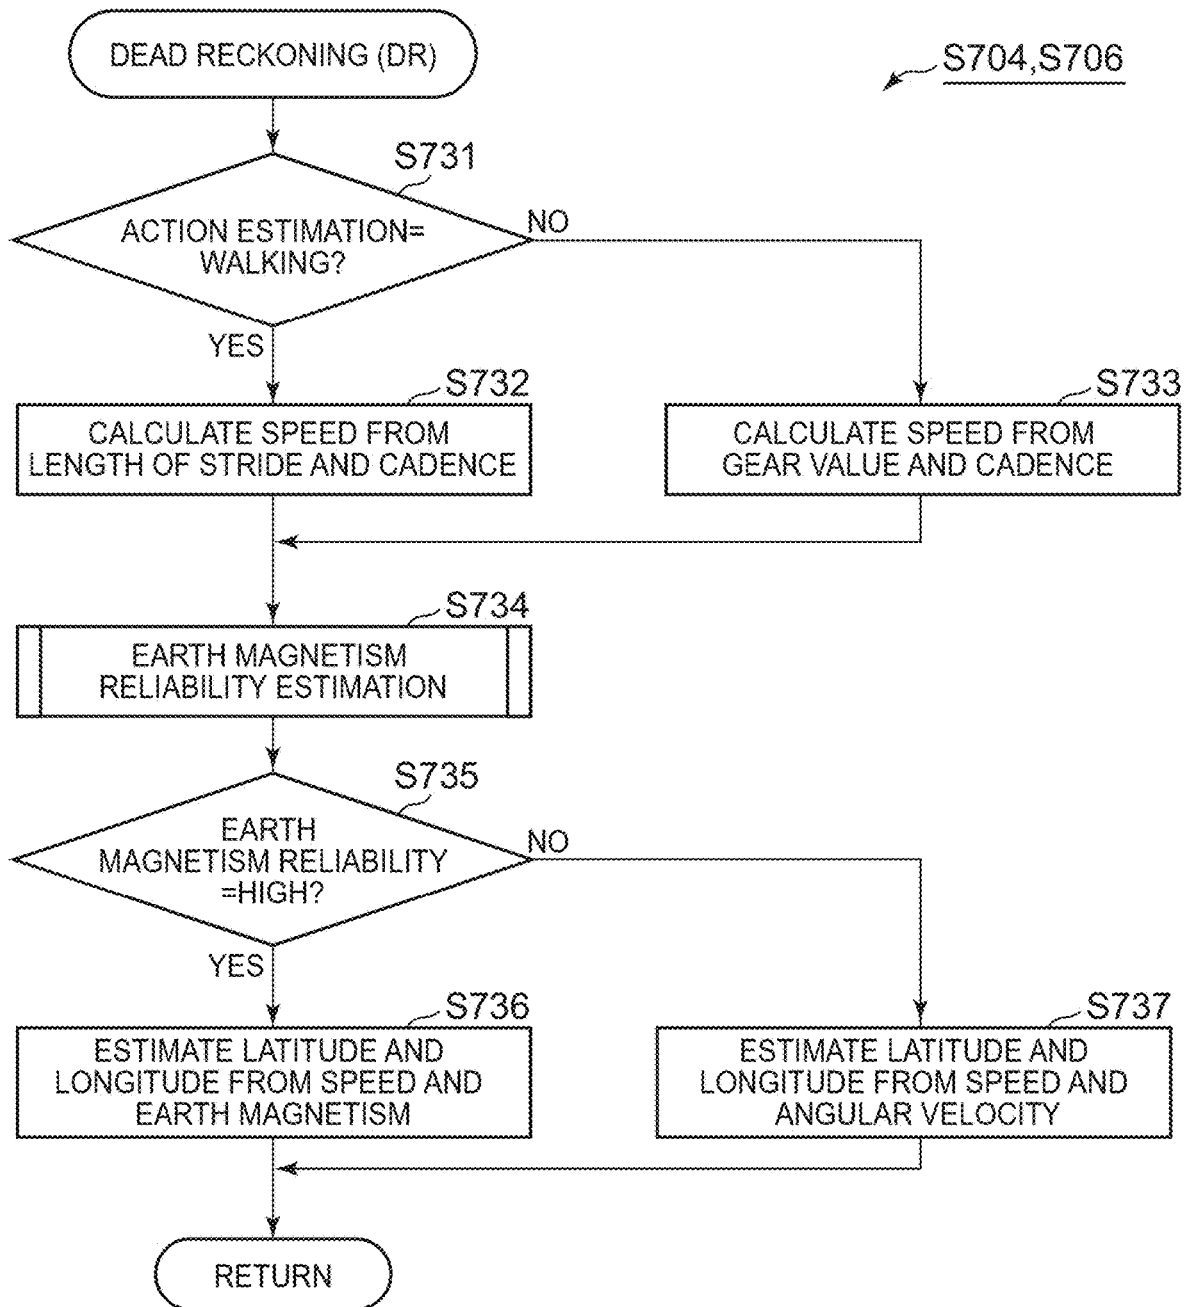 DEAD RECKONING (DR)
S704,S706
S731
ACTION ESTIMATION=
WALKING?
NO
YES
S732
CALCULATE SPEED FROM
LENGTH OF STRIDE AND CADENCE
S733
CALCULATE SPEED FROM
GEAR VALUE AND CADENCE
S734
EARTH MAGNETISM
RELIABILITY ESTIMATION
S735
EARTH
MAGNETISM RELIABILITY
=HIGH?
NO
YES
S736
ESTIMATE LATITUDE AND
LONGITUDE FROM SPEED AND
EARTH MAGNETISM
S737
ESTIMATE LATITUDE AND
LONGITUDE FROM SPEED AND
ANGULAR VELOCITY
RETURN